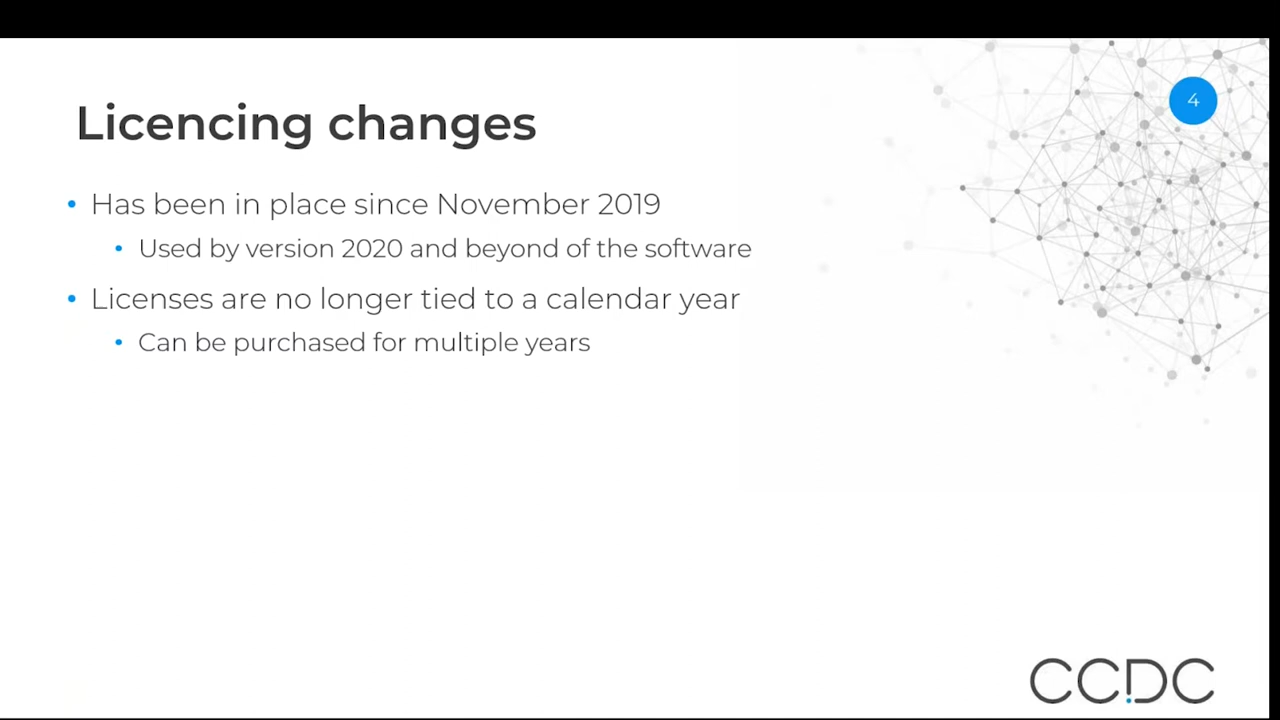 4
Licencing changes
• Has been in place since November 2019
• Used by version 2020 and beyond of the software
• Licenses are no longer tied to a calendar year
• Can be purchased for multiple years
CCDC